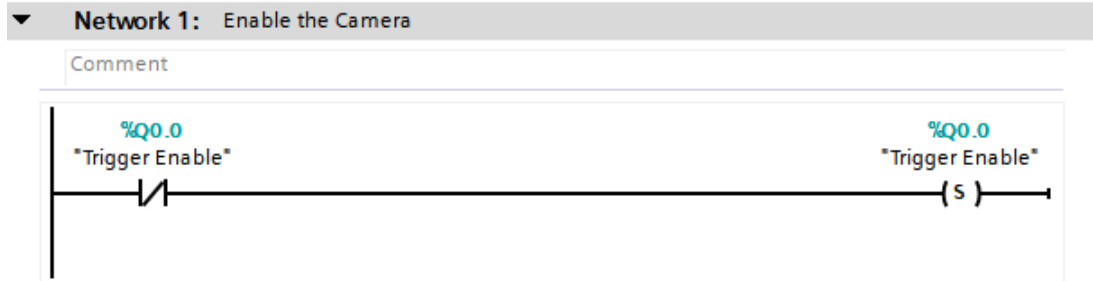 Network 1: Enable the Camera
Comment
%Q0.0 %Q0.0
"Trigger Enable" "Trigger Enable"
S